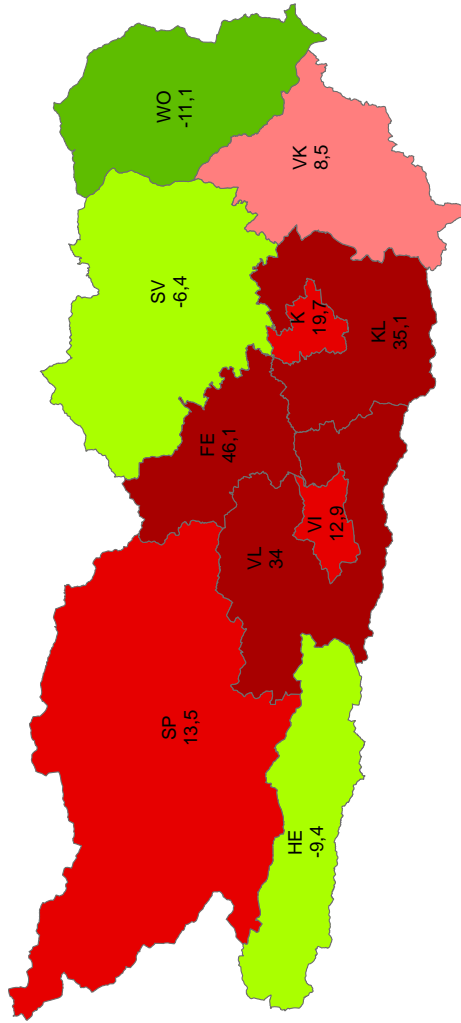 SP
13,5
HE
-9,4
VL
34
FE
46,1
VI
12,9
SV
-6,4
K
19,7
KL
35,1
WO
-11,1
VK
8,5